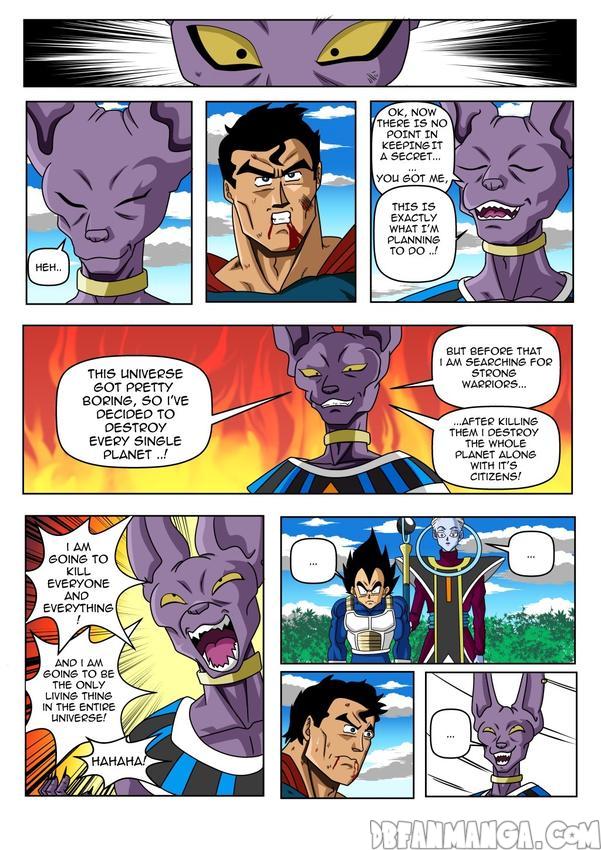 HEH..
OK, NOW
THERE IS NO
POINT IN
KEEPING IT
A SECRET...
...
YOU GOT ME,
THIS IS
EXACTLY
WHAT I'M
PLANNING
TO DO ..!
THIS UNIVERSE
GOT PRETTY
BORING, SO I'VE
DECIDED TO
DESTROY
EVERY SINGLE
PLANET ..!
BUT BEFORE THAT
I AM SEARCHING FOR
STRONG
WARRIORS...
...AFTER KILLING
THEM I DESTROY
THE WHOLE
PLANET ALONG
WITH IT'S
CITIZENS!
I AM
GOING TO
KILL
EVERYONE
AND
EVERYTHING
!
AND I AM
GOING TO BE
THE ONLY
LIVING THING
IN THE ENTIRE
UNIVERSE!
HAHAHA!
...
...
...
DBFANMANGA.COM